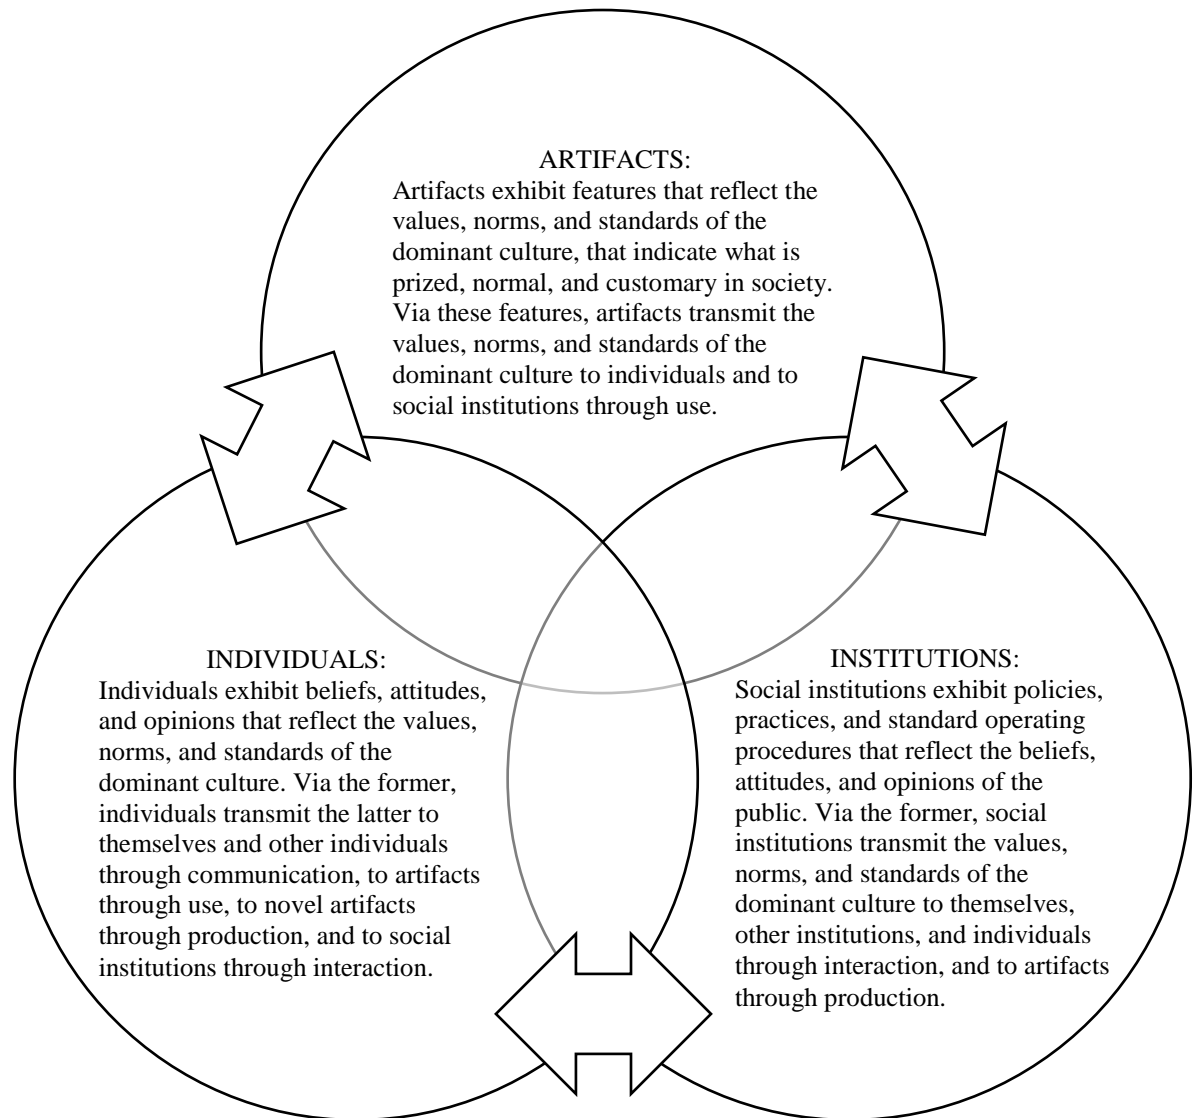 ARTIFACTS:
Artifacts exhibit features that reflect the
values, norms, and standards of the
dominant culture, that indicate what is
prized, normal, and customary in society.
Via these features, artifacts transmit the
values, norms, and standards of the
dominant culture to individuals and to
social institutions through use.
INDIVIDUALS:
Individuals exhibit beliefs, attitudes,
and opinions that reflect the values,
norms, and standards of the
dominant culture. Via the former,
individuals transmit the latter to
themselves and other individuals
through communication, to artifacts
through use, to novel artifacts
through production, and to social
institutions through interaction.
INSTITUTIONS:
Social institutions exhibit policies,
practices, and standard operating
procedures that reflect the beliefs,
attitudes, and opinions of the
public. Via the former, social
institutions transmit the values,
norms, and standards of the
dominant culture to themselves,
other institutions, and individuals
through interaction, and to artifacts
through production.